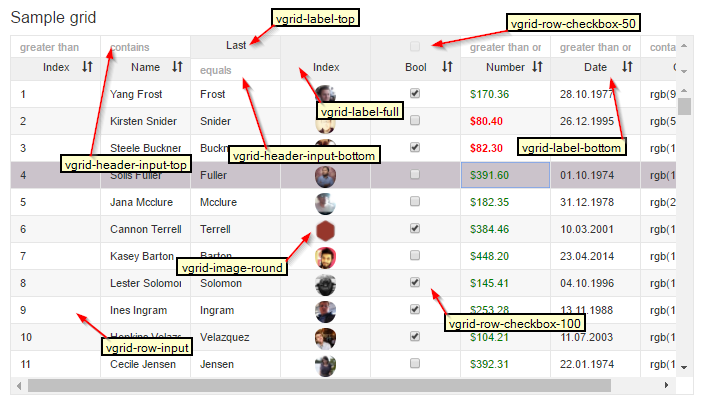 Sample grid
vgrid-label-top
vgrid-row-checkbox-50
greater than contains Last greater than or greater than or conta
Index Name equals Index Bool Number Date
vgrid-label-full
1 Yang Frost Frost $170.36 28.10.1977 rgb(9
2 Kirsten Snider Snider $80.40 26.12.1995 rgb(5
3 Steele Buckner Buckn $82.30 vgrid-label-bottom rgb(1
vgrid-header-input-top vgrid-header-input-bottom
4 Solis Fuller Fuller $391.60 01.10.1974 rgb(1
5 Jana Mcclure Mcclure $182.35 31.12.1978 rgb(2
6 Cannon Terrell Terrell $384.46 10.03.2001 rgb(1
7 Kasey Barton Barton $448.20 23.04.2014 rgb(1
vgrid-image-round
8 Lester Solomon Solomon $145.41 04.10.1996 rgb(1
9 Ines Ingram Ingram $253.28 13.11.1988 rgb(1
vgrid-row-checkbox-100
10 Hopkins Velazq Velazquez $104.21 11.07.2003 rgb(1
vgrid-row-input
11 Cecile Jensen Jensen $392.31 22.01.1974 rgb(1